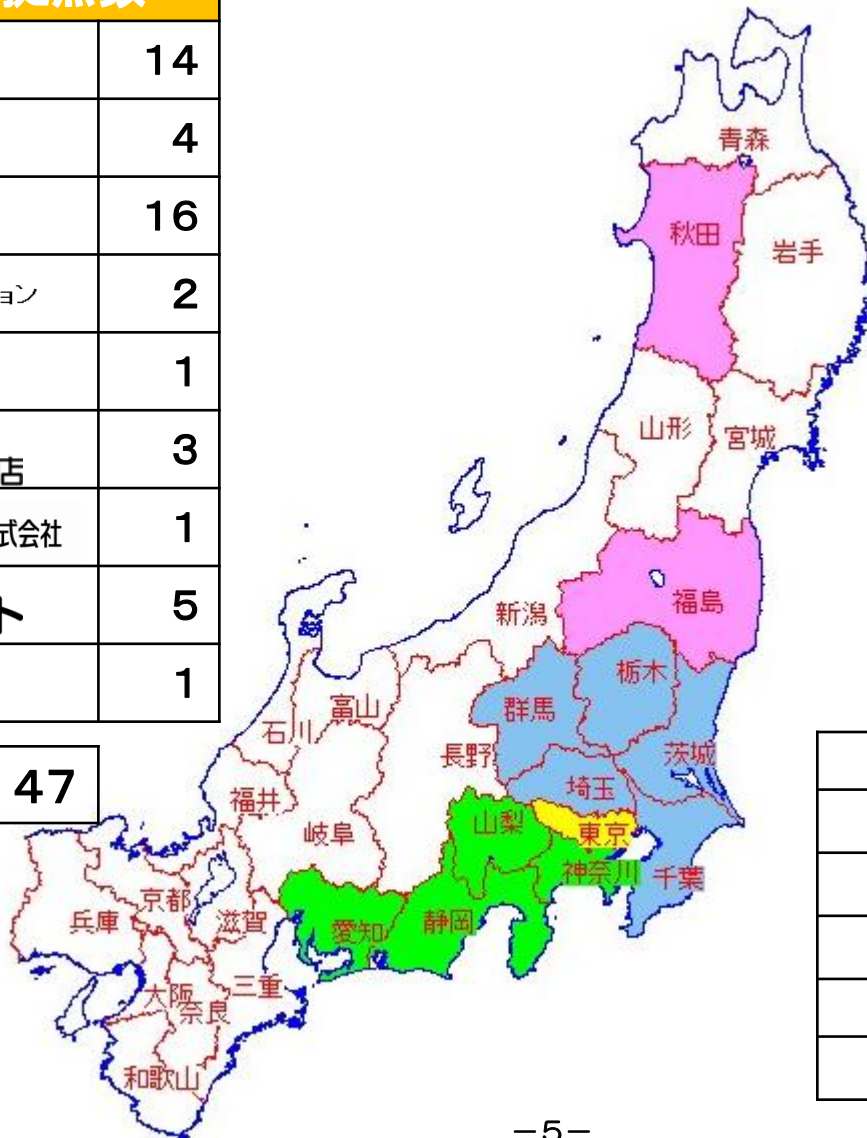 拠点数
14
4
16
ョン 2
1
店 3
式会社 1
ト 5
1
47
青森
秋田
岩手
山形
宮城
福島
新潟
栃木
群馬
富山
石川
長野
茨城
埼玉
福井
山梨
東京
岐阜
神奈川
千葉
京都
兵庫
滋賀
愛知
静岡
三重
大阪
奈良
和歌山
−5−